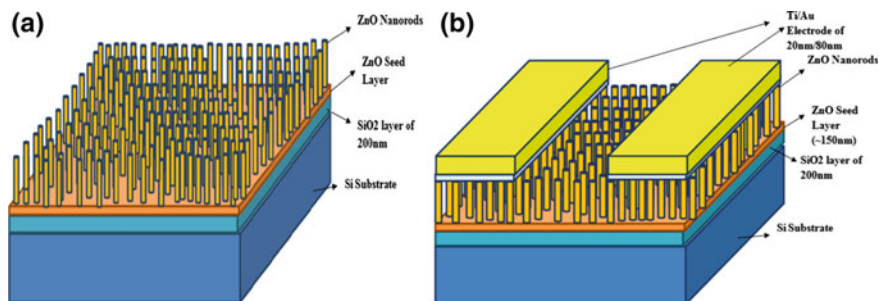 (a)
ZnO Nanorods
ZnO Seed
Layer
SiO2 layer of
200nm
Si Substrate
(b)
Ti/Au
Electrode of
20nm/80nm
ZnO Nanorods
ZnO Seed
Layer
(~150nm)
SiO2 layer of
200nm
Si Substrate